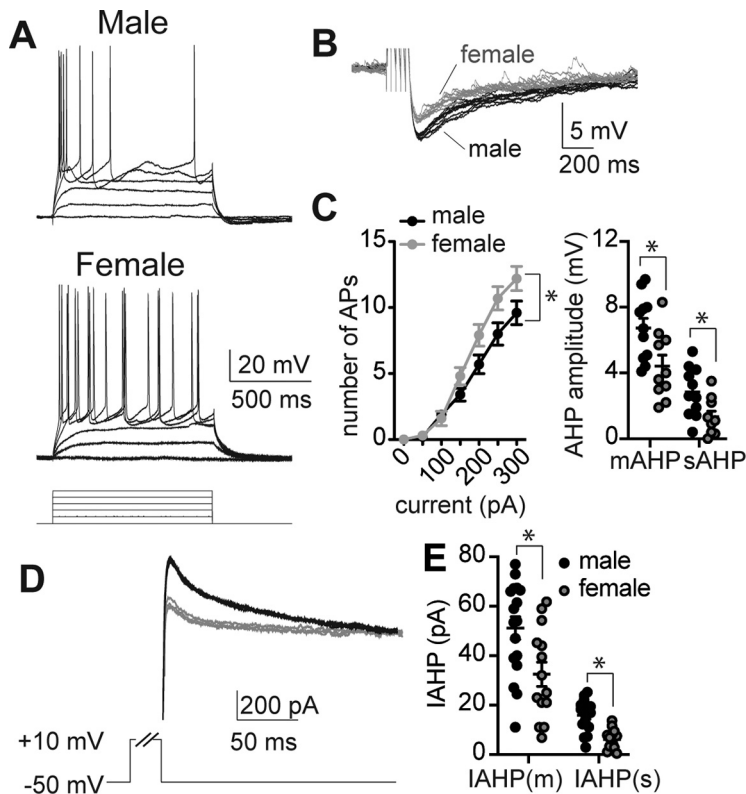 A
Male
Female
20 mV
500 ms
B
female
male
5 mV
200 ms
C
male
female
number of APs
15
10
5
0
0
100
200
300
current (pA)
*
AHP amplitude (mV)
12
8
4
0
*
*
mAHP sAHP
D
200 pA
50 ms
+10 mV
-50 mV
E
male
female
IAHP (pA)
80
60
40
20
0
*
*
IAHP(m) IAHP(s)